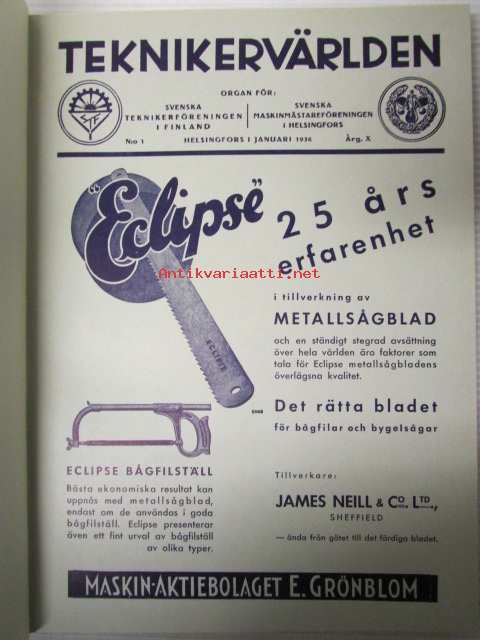 TEKNIKERVÄRLDEN
ORGAN FÖR:
STF
SVENSKA
TEKNIKERFÖRENINGEN
I FINLAND
SVENSKA
MASKINMÄSTAREFÖRENINGEN
I HELSINGFORS
N:o 1
HELSINGFORS 1 JANUARI 1936
Årg. X
"Eclipse"
25 års
erfarenhet
Antikvariaatti.net
i tillverkning av
METALLSÅGBLAD
och en ständigt stegrad avsättning
över hela världen äro faktorer som
tala för Eclipse metallsågbladens
överlägsna kvalitet.
ECLIPSE
Det rätta bladet
för bågfilar och bygelsågar
ECLIPSE BÅGFILSTÄLL
Bästa ekonomiska resultat kan
uppnås med metallsågblad,
endast om de användas i goda
bågfilställ. Eclipse presenterar
även ett fint urval av bågfilställ
av olika typer.
Tillverkare:
JAMES NEILL & CO. LTD.,
SHEFFIELD
— ända från götet till det färdiga bladet.
MASKIN-AKTIEBOLAGET E. GRÖNBLOM